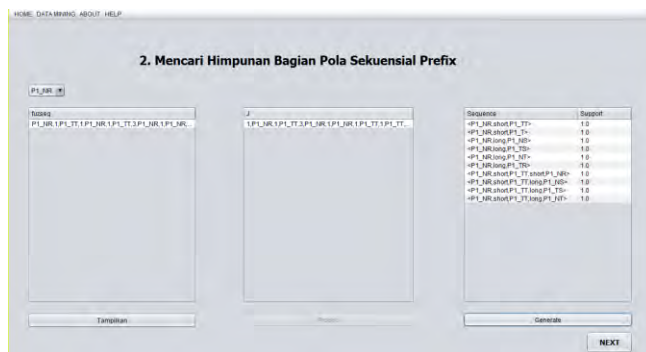 HOME DATA MINING ABOUT HELP
2. Mencari Himpunan Bagian Pola Sekuensial Prefix
P1_NR
fuzseq
P1_NR,1,P1_TT,1,P1_NR,1,P1_TT,3,P1_NR,1,P1_NR,...
J
1,P1_NR,1,P1_TT,3,P1_NR,1,P1_NR,1,P1_TT,1,P1_TT,...
Sequence Support
<P1_NR,short,P1_TT> 1.0
<P1_NR,short,P1_T> 1.0
<P1_NR,long,P1_NS> 1.0
<P1_NR,long,P1_TS> 1.0
<P1_NR,long,P1_NT> 1.0
<P1_NR,long,P1_TR> 1.0
<P1_NR,short,P1_TT,short,P1_NR> 1.0
<P1_NR,short,P1_TT,long,P1_NS> 1.0
<P1_NR,short,P1_TT,long,P1_TS> 1.0
<P1_NR,short,P1_TT,long,P1_NT> 1.0
Tampilkan
Generate
NEXT